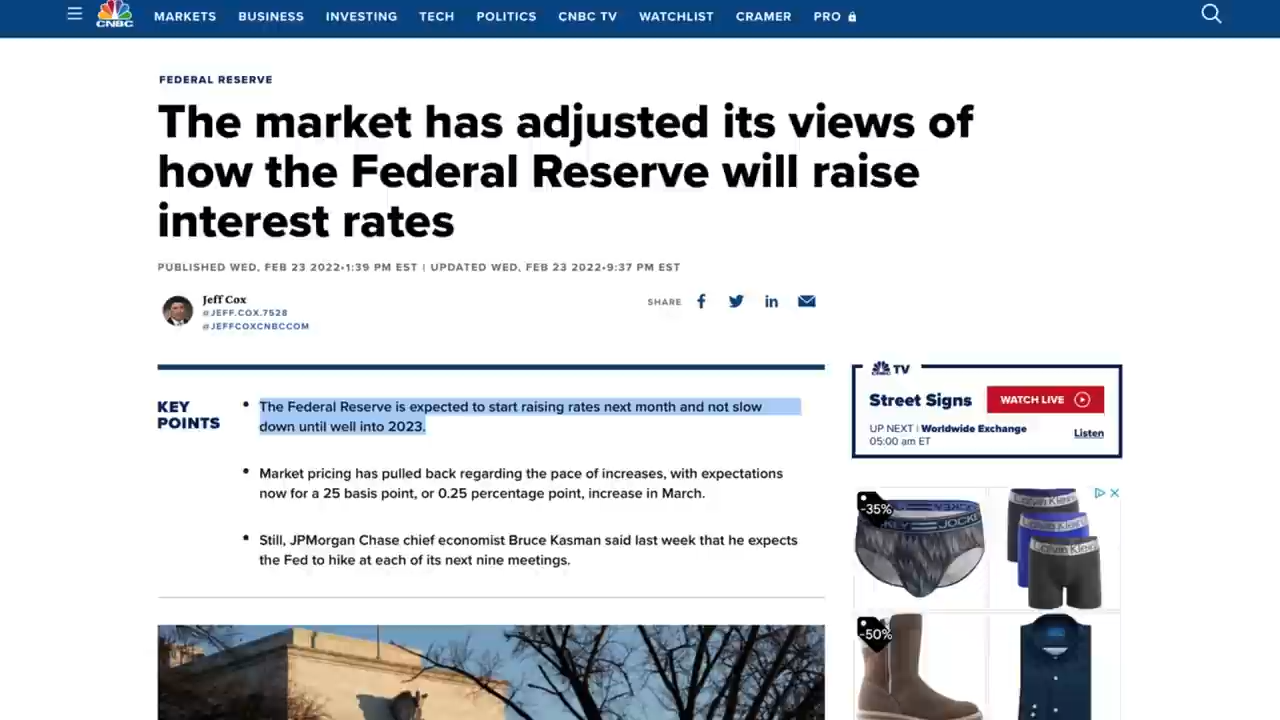 CNBC
MARKETS BUSINESS INVESTING TECH POLITICS CNBC TV WATCHLIST CRAMER PRO
FEDERAL RESERVE
The market has adjusted its views of
how the Federal Reserve will raise
interest rates
PUBLISHED WED, FEB 23 2022•1:39 PM EST | UPDATED WED, FEB 23 2022•9:37 PM EST
Jeff Cox
@JEFF.COX.7528
@JEFFCOXCNBCCOM
SHARE
KEY
POINTS
The Federal Reserve is expected to start raising rates next month and not slow
down until well into 2023.
Market pricing has pulled back regarding the pace of increases, with expectations
now for a 25 basis point, or 0.25 percentage point, increase in March.
Still, JPMorgan Chase chief economist Bruce Kasman said last week that he expects
the Fed to hike at each of its next nine meetings.
CNBC TV
Street Signs
WATCH LIVE
UP NEXT | Worldwide Exchange
05:00 am ET
Listen
-35%
JOCKEY
Calvin Klein
Calvin Klein
Calvin Klein
-50%